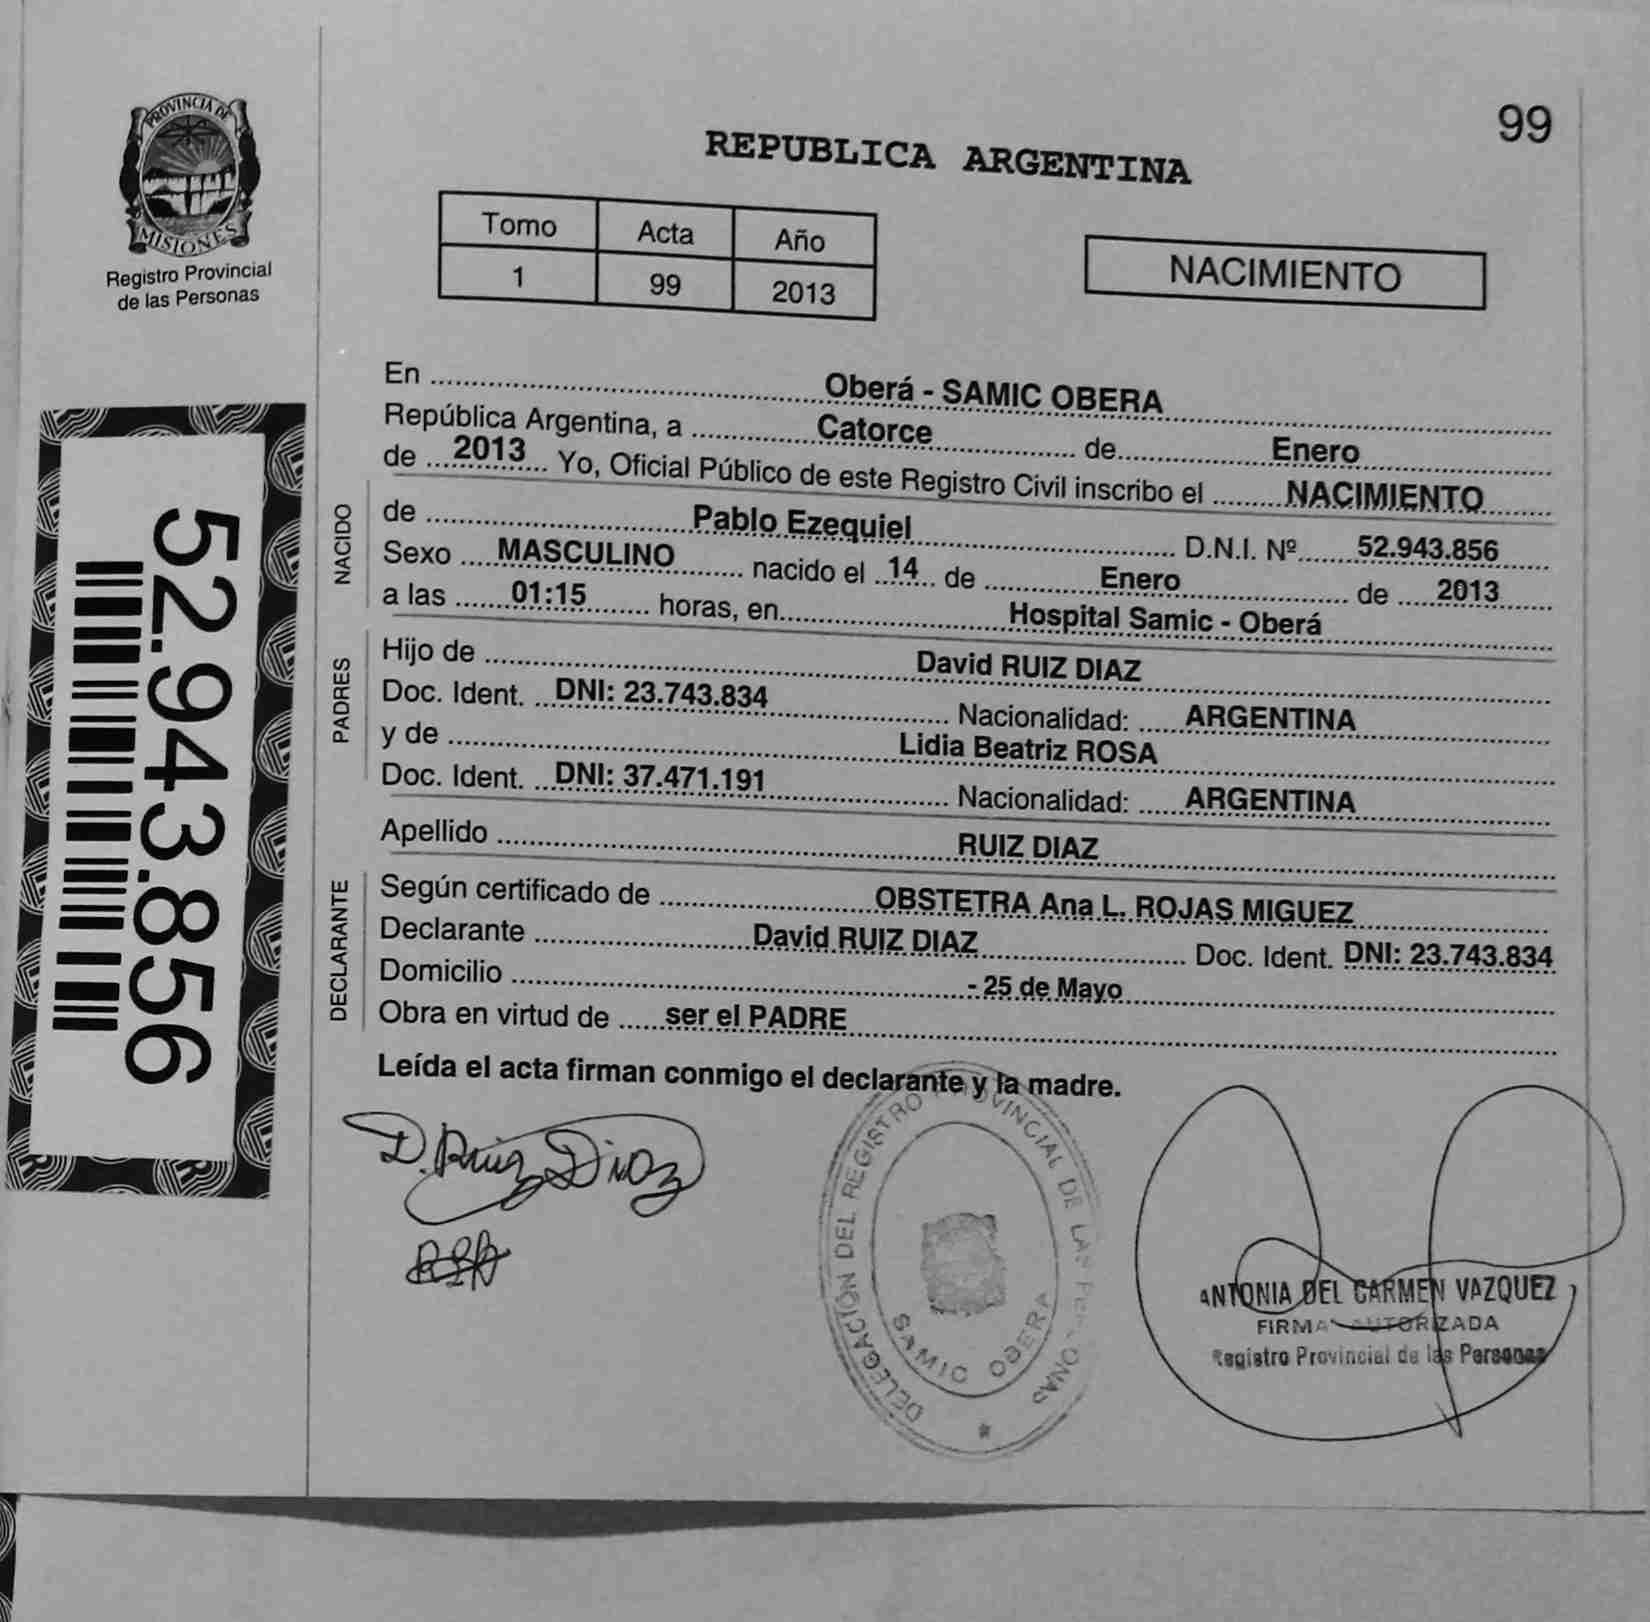 99
REPUBLICA ARGENTINA
PROVINCIA DE
MISIONES
Registro Provincial
de las Personas
Tomo Acta Año
1 99 2013
NACIMIENTO
52.943.856
En Oberá - SAMIC OBERA
República Argentina, a Catorce de Enero
de 2013 Yo, Oficial Público de este Registro Civil inscribo el NACIMIENTO
NACIDO
de Pablo Ezequiel D.N.I. Nº 52.943.856
Sexo MASCULINO nacido el 14 de Enero de 2013
a las 01:15 horas, en Hospital Samic - Oberá
PADRES
Hijo de David RUIZ DIAZ
Doc. Ident. DNI: 23.743.834 Nacionalidad: ARGENTINA
y de Lidia Beatriz ROSA
Doc. Ident. DNI: 37.471.191 Nacionalidad: ARGENTINA
Apellido RUIZ DIAZ
DECLARANTE
Según certificado de OBSTETRA Ana L. ROJAS MIGUEZ
Declarante David RUIZ DIAZ Doc. Ident. DNI: 23.743.834
Domicilio - 25 de Mayo
Obra en virtud de ser el PADRE
Leída el acta firman conmigo el declarante y la madre.
D. Ruiz Diaz
DELEGACIÓN DEL REGISTRO PROVINCIAL DE LAS PERSONAS
SAMIC OBERA
ANTONIA DEL CARMEN VAZQUEZ
FIRMA AUTORIZADA
Registro Provincial de las Personas